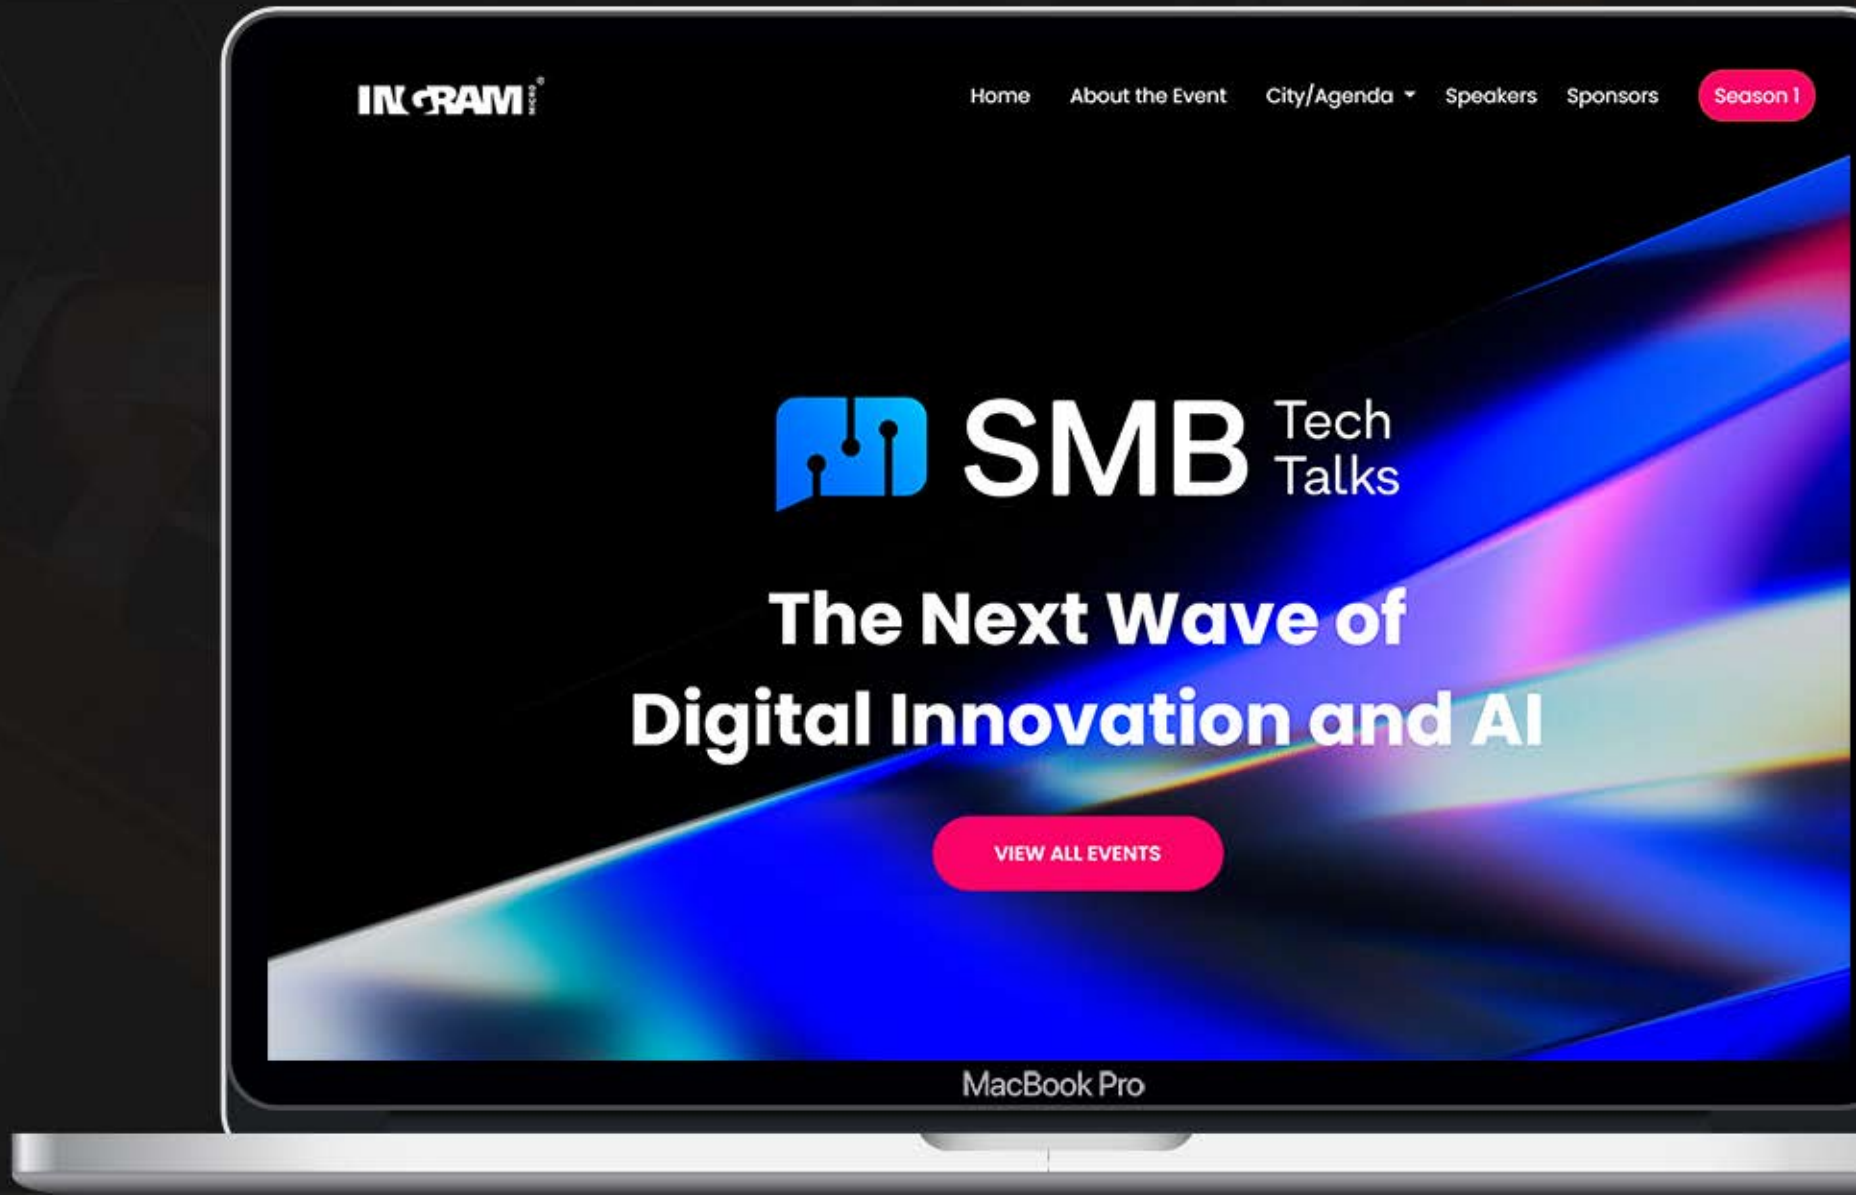 INGRAM MICRO®
Home About the Event City/Agenda Speakers Sponsors Season 1
SMB Tech Talks
The Next Wave of
Digital Innovation and AI
VIEW ALL EVENTS
MacBook Pro